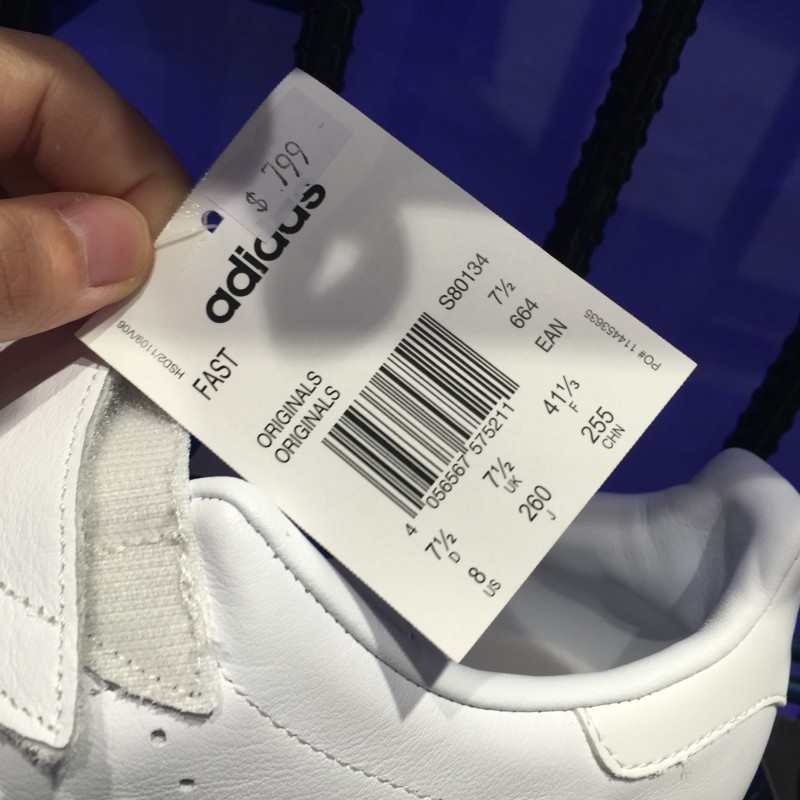 $ 799
adidas
HSD2/1109/V06
FAST
ORIGINALS
ORIGINALS
S80134
7½
664
EAN
PO# 114453635
4 056567 575211
7½
D
7½
UK
41⅓
F
8
US
260
J
255
CHN